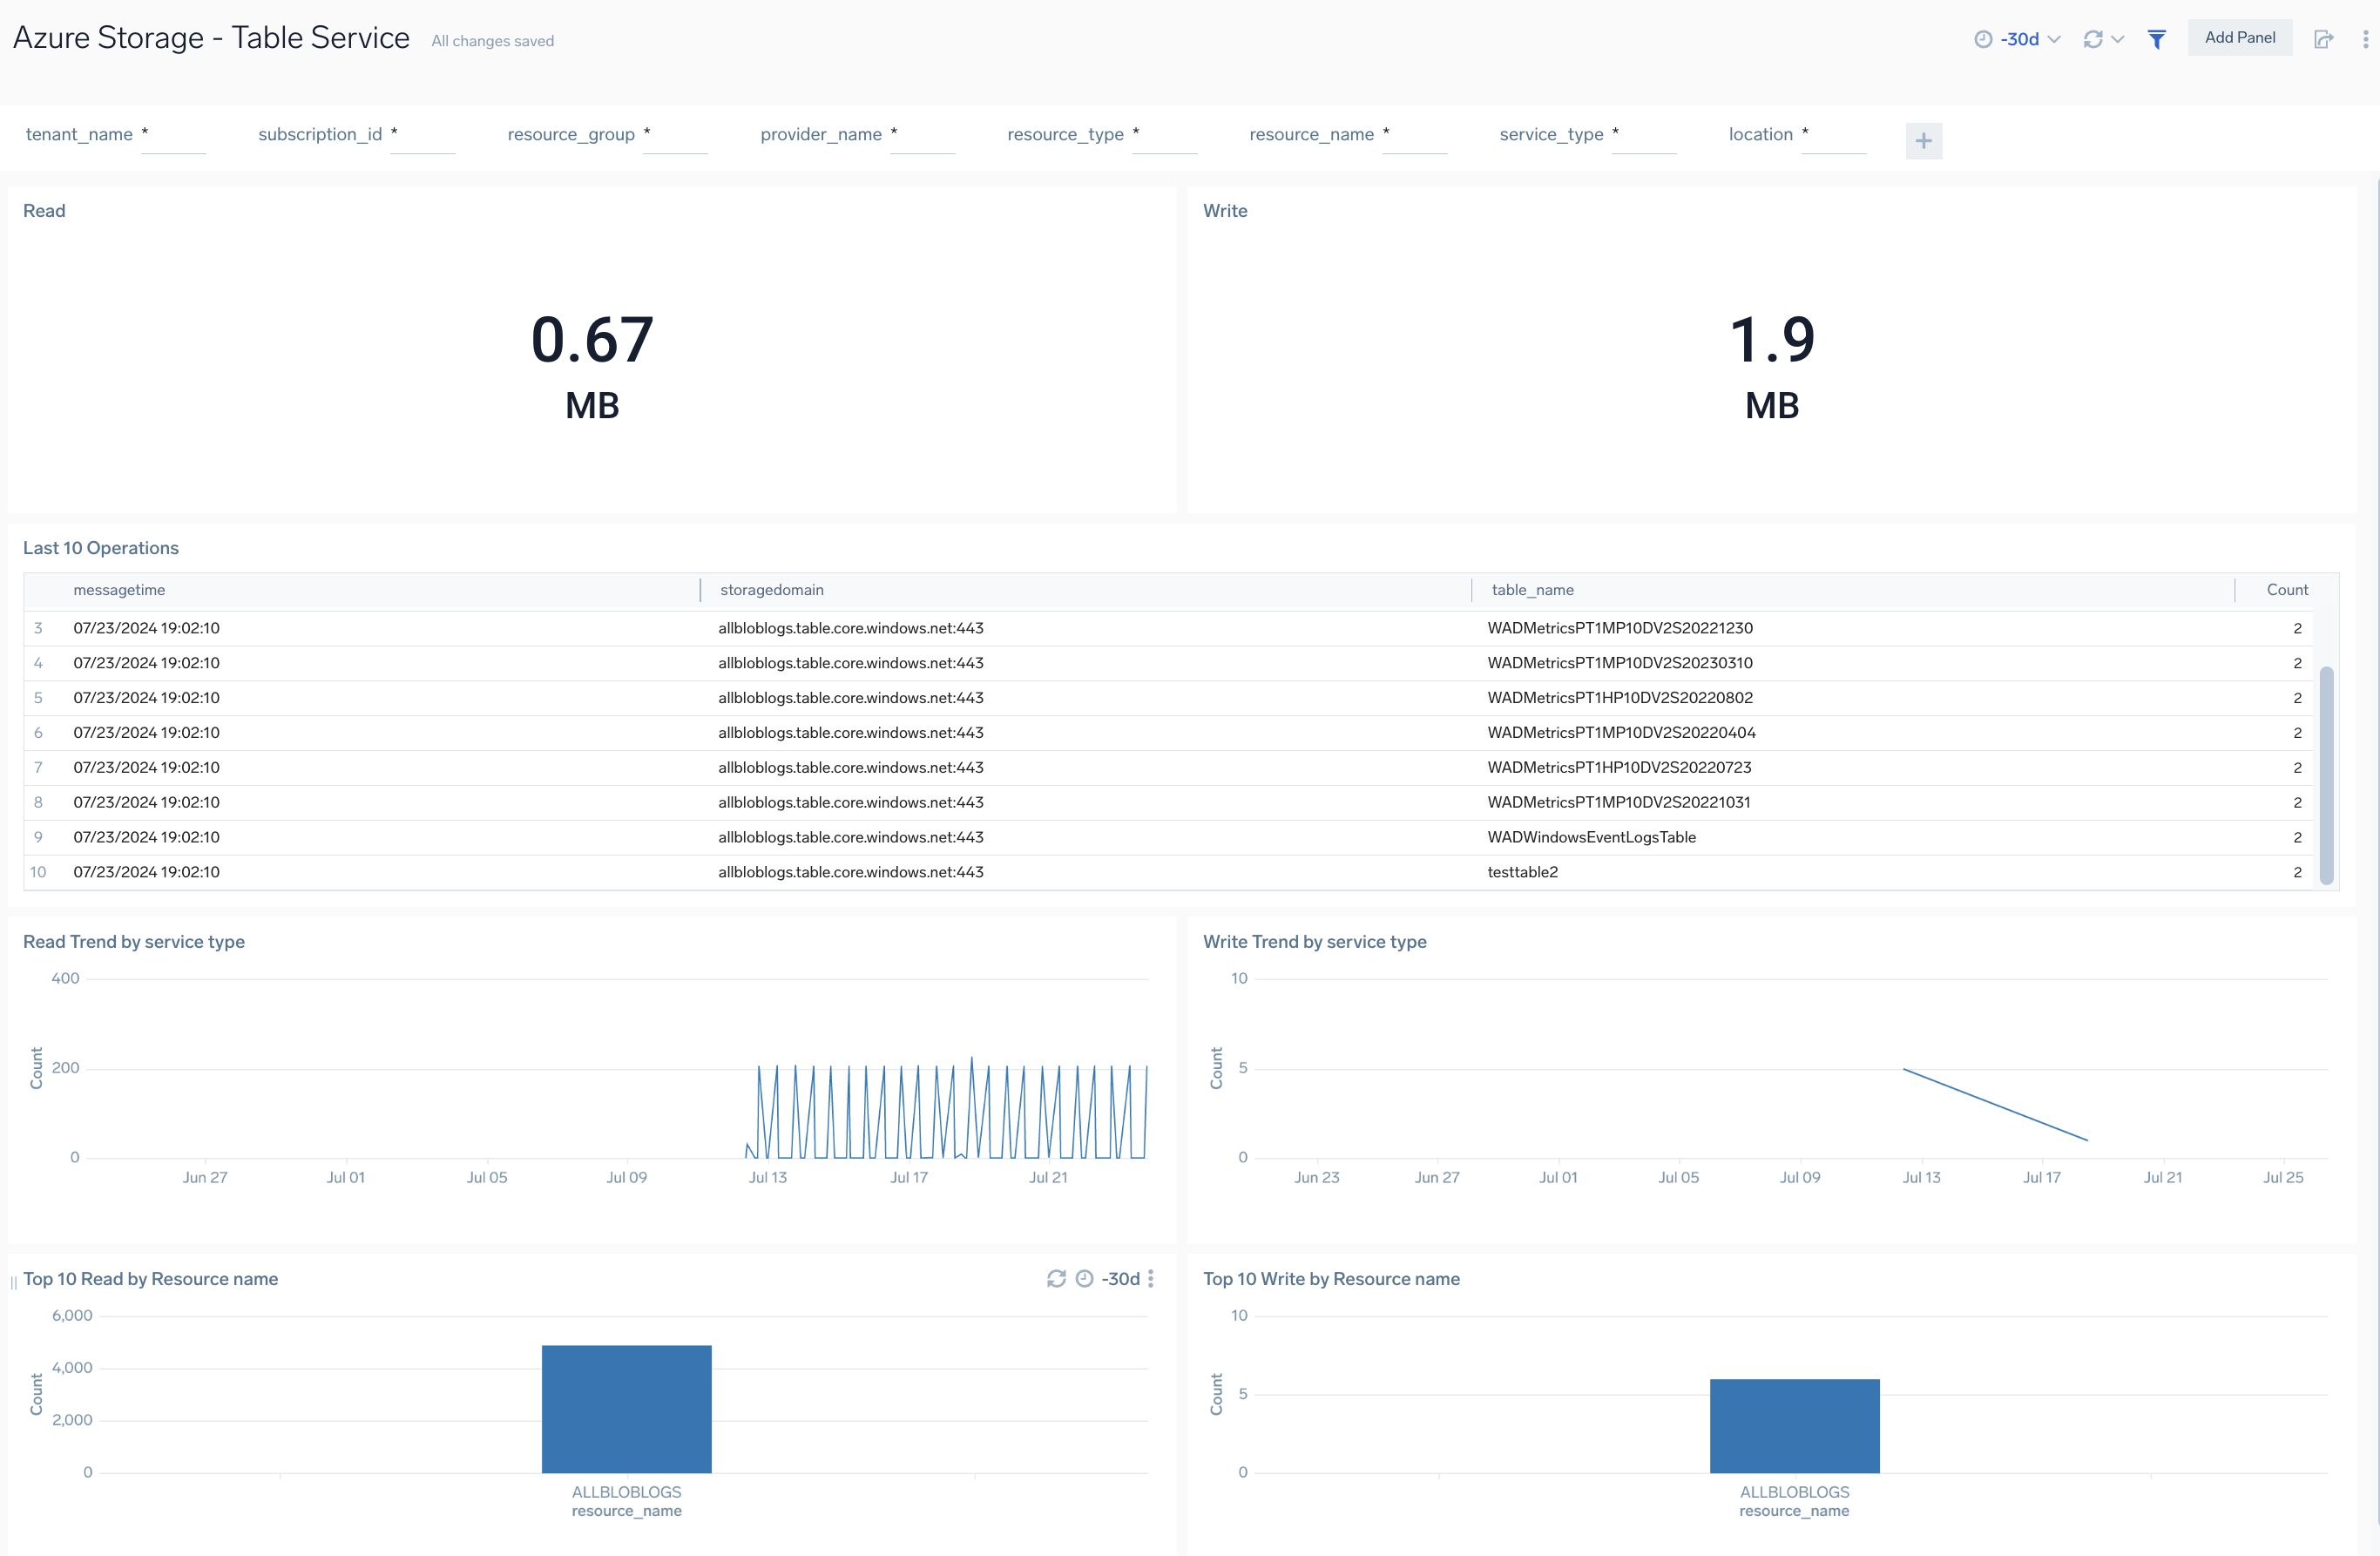 Azure Storage - Table Service All changes saved -30d Add Panel
tenant_name * subscription_id * resource_group * provider_name * resource_type * resource_name * service_type * location * +
Read
0.67
MB
Write
1.9
MB
Last 10 Operations
messagetime storagedomain table_name Count
3 07/23/2024 19:02:10 allbloblogs.table.core.windows.net:443 WADMetricsPT1MP10DV2S20221230 2
4 07/23/2024 19:02:10 allbloblogs.table.core.windows.net:443 WADMetricsPT1MP10DV2S20230310 2
5 07/23/2024 19:02:10 allbloblogs.table.core.windows.net:443 WADMetricsPT1HP10DV2S20220802 2
6 07/23/2024 19:02:10 allbloblogs.table.core.windows.net:443 WADMetricsPT1MP10DV2S20220404 2
7 07/23/2024 19:02:10 allbloblogs.table.core.windows.net:443 WADMetricsPT1HP10DV2S20220723 2
8 07/23/2024 19:02:10 allbloblogs.table.core.windows.net:443 WADMetricsPT1MP10DV2S20221031 2
9 07/23/2024 19:02:10 allbloblogs.table.core.windows.net:443 WADWindowsEventLogsTable 2
10 07/23/2024 19:02:10 allbloblogs.table.core.windows.net:443 testtable2 2
Read Trend by service type
Count
400
200
0
Jun 27 Jul 01 Jul 05 Jul 09 Jul 13 Jul 17 Jul 21
Write Trend by service type
Count
10
5
0
Jun 23 Jun 27 Jul 01 Jul 05 Jul 09 Jul 13 Jul 17 Jul 21 Jul 25
Top 10 Read by Resource name -30d
Count
6,000
4,000
2,000
0
ALLBLOBLOGS
resource_name
Top 10 Write by Resource name
Count
10
5
0
ALLBLOBLOGS
resource_name